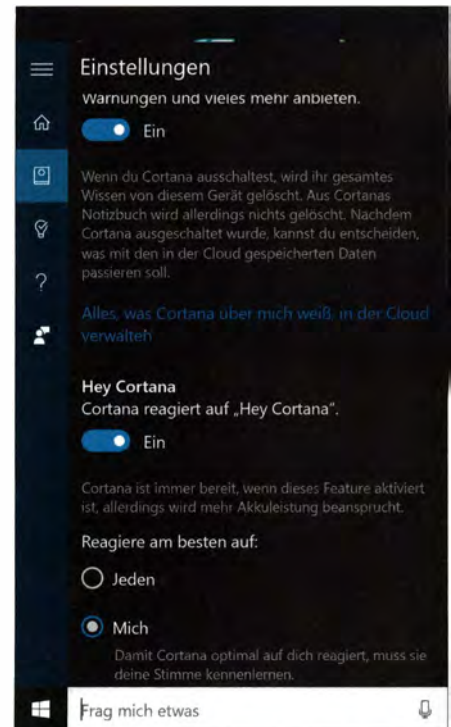 Einstellungen
Warnungen und vieles mehr anbieten.
Ein
Wenn du Cortana ausschaltest, wird ihr gesamtes
Wissen von diesem Gerät gelöscht. Aus Cortanas
Notizbuch wird allerdings nichts gelöscht. Nachdem
Cortana ausgeschaltet wurde, kannst du entscheiden,
was mit den in der Cloud gespeicherten Daten
passieren soll.
Alles, was Cortana über mich weiß, in der Cloud
verwalten
Hey Cortana
Cortana reagiert auf „Hey Cortana".
Ein
Cortana ist immer bereit, wenn dieses Feature aktiviert
ist, allerdings wird mehr Akkuleistung beansprucht.
Reagiere am besten auf:
Jeden
Mich
Damit Cortana optimal auf dich reagiert, muss sie
deine Stimme kennenlernen.
Frag mich etwas